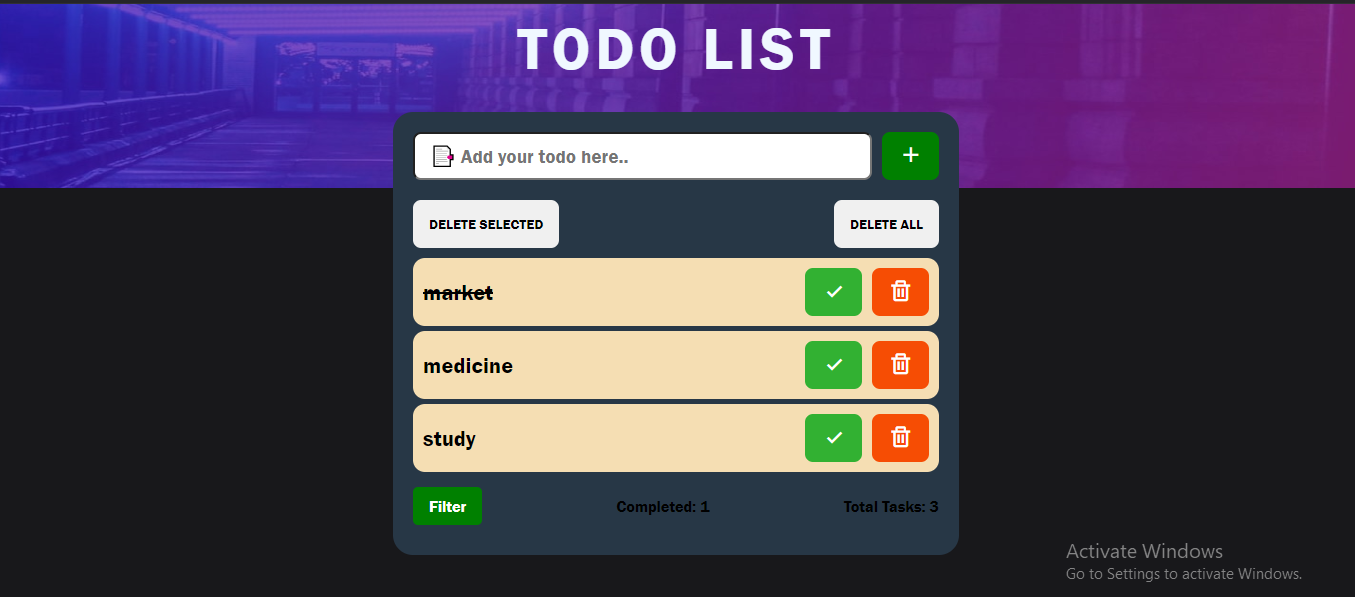 TODO LIST
Add your todo here..
+
DELETE SELECTED
DELETE ALL
market
medicine
study
Filter
Completed: 1
Total Tasks: 3
Activate Windows
Go to Settings to activate Windows.